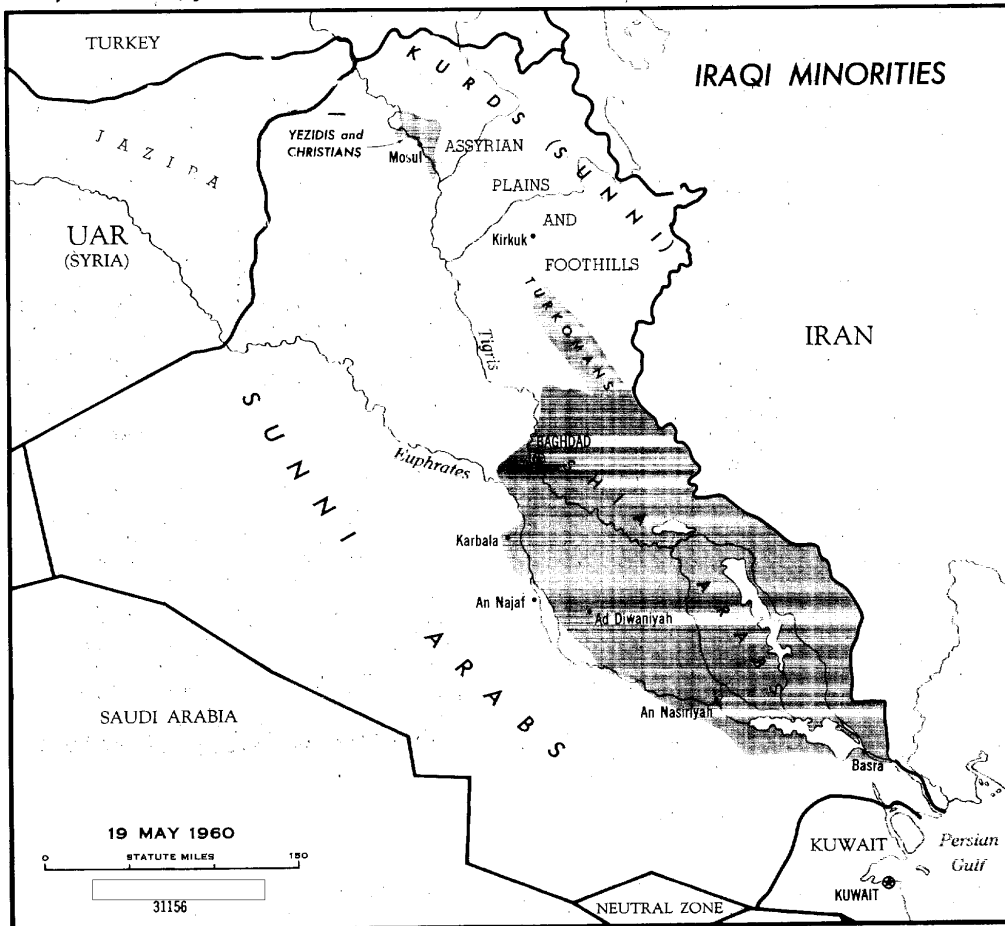 TURKEY
IRAQI MINORITIES
KURDS (SUNNI)
YEZIDIS and
CHRISTIANS
Mosul
ASSYRIAN
PLAINS
AND
FOOTHILLS
JAZIRA
Kirkuk
UAR
(SYRIA)
TURKOMANS
IRAN
Tigris
SUNNI ARABS
BAGHDAD
Euphrates
SHIA ARABS
Karbala
An Najaf
Ad Diwaniyah
SAUDI ARABIA
An Nasiriyah
Basra
19 MAY 1960
0 STATUTE MILES 150
31156
KUWAIT
Persian
Gulf
KUWAIT
NEUTRAL ZONE